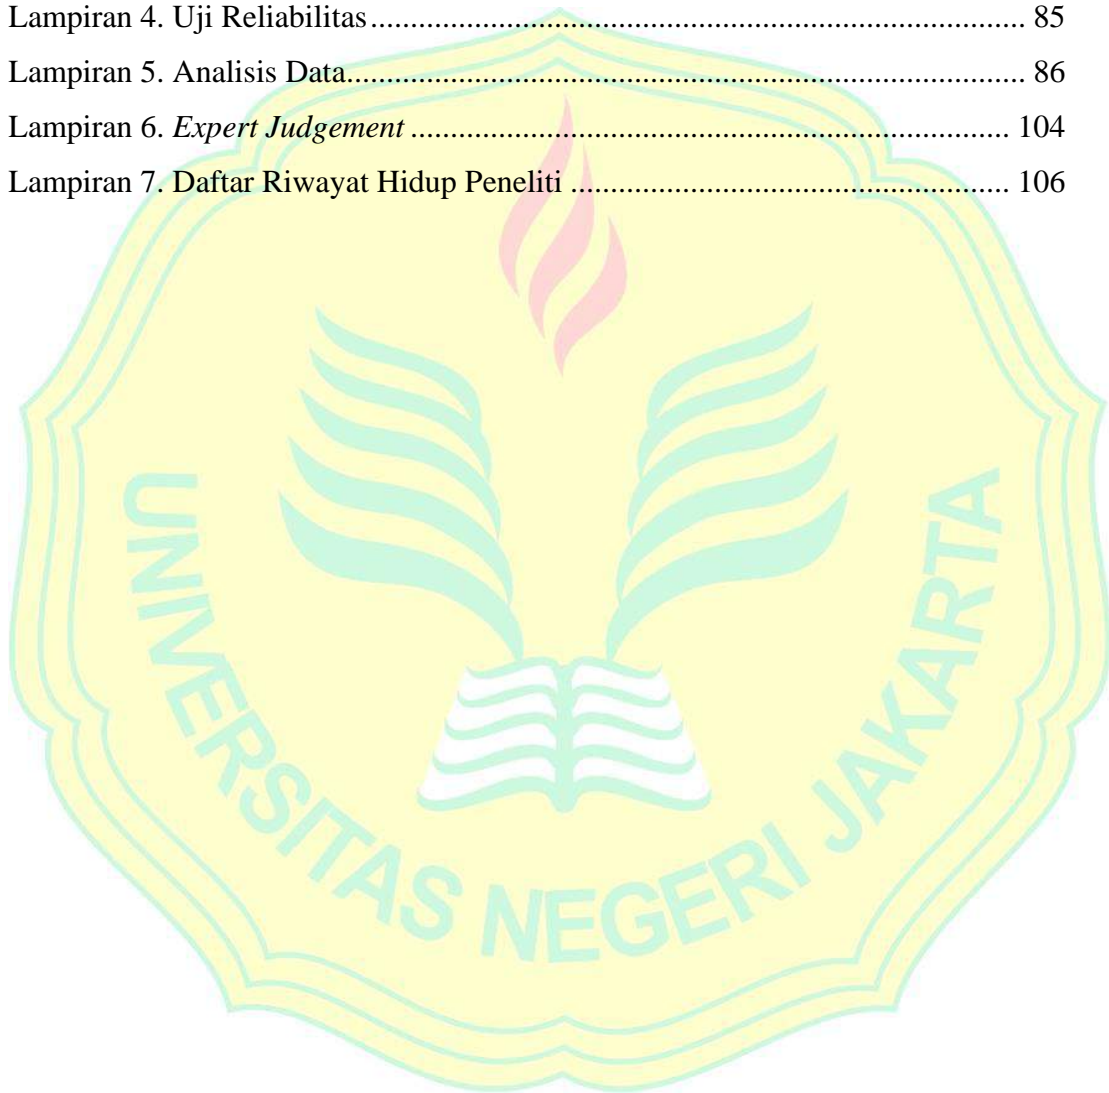 Lampiran 4. Uji Reliabilitas ........................................................................................ 85
Lampiran 5. Analisis Data........................................................................................ 86
Lampiran 6. Expert Judgement ............................................................................. 104
Lampiran 7. Daftar Riwayat Hidup Peneliti ......................................................... 106
UNIVERSITAS NEGERI JAKARTA